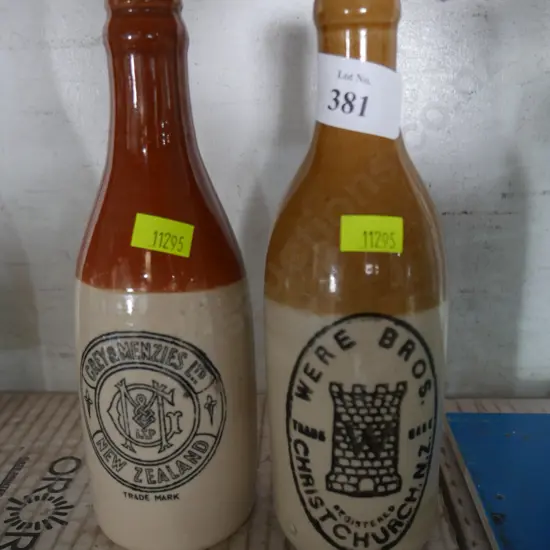 Lot No.
381
11295
11295
GREY & MENZIES LTD
NEW ZEALAND
TRADE MARK
WERE BROS.
TRADE MARK
W
REGISTERED
CHRISTCHURCH. N.Z.